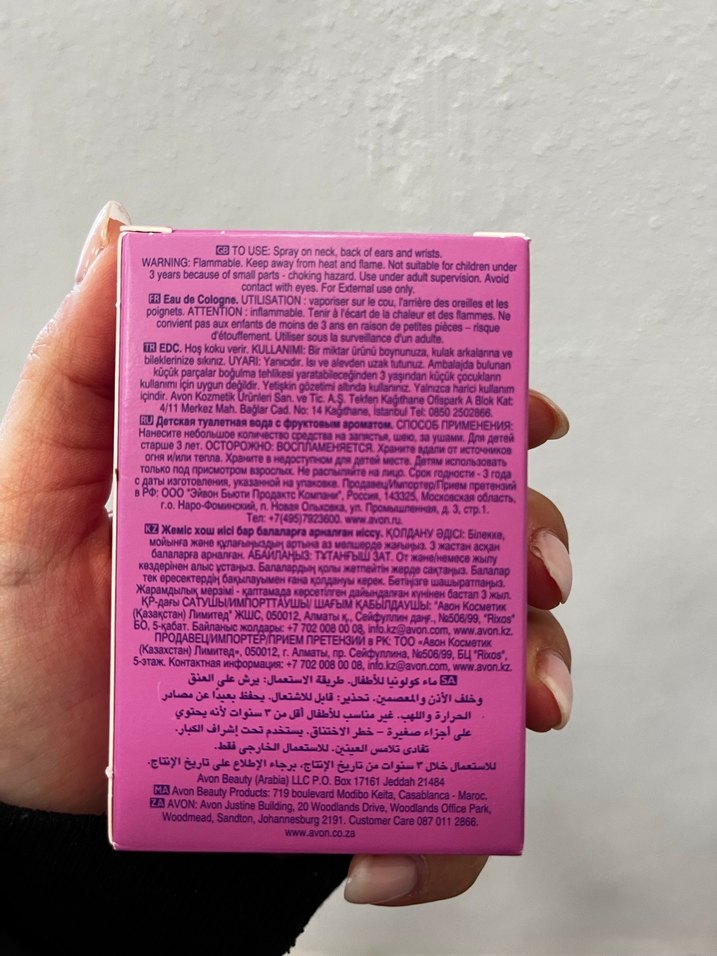 GB TO USE: Spray on neck, back of ears and wrists.
WARNING: Flammable. Keep away from heat and flame. Not suitable for children under
3 years because of small parts - choking hazard. Use under adult supervision. Avoid
contact with eyes. For External use only.
FR Eau de Cologne. UTILISATION : vaporiser sur le cou, l'arrière des oreilles et les
poignets. ATTENTION : inflammable. Tenir à l'écart de la chaleur et des flammes. Ne
convient pas aux enfants de moins de 3 ans en raison de petites pièces – risque
d'étouffement. Utiliser sous la surveillance d'un adulte.
TR EDC. Hoş koku verir. KULLANIMI: Bir miktar ürünü boynunuza, kulak arkalarına ve
bileklerinize sıkınız. UYARI: Yanıcıdır. Isı ve alevden uzak tutunuz. Ambalajda bulunan
küçük parçalar boğulma tehlikesi yaratabileceğinden 3 yaşından küçük çocukların
kullanımı için uygun değildir. Yetişkin gözetimi altında kullanınız. Yalnızca harici kullanım
içindir. Avon Kozmetik Ürünleri San. ve Tic. A.Ş. Tekfen Kağıthane Ofispark A Blok Kat:
4/11 Merkez Mah. Bağlar Cad. No: 14 Kağıthane, İstanbul Tel: 0850 2502866.
RU Детская туалетная вода с фруктовым ароматом. СПОСОБ ПРИМЕНЕНИЯ:
Нанесите небольшое количество средства на запястья, шею, за ушами. Для детей
старше 3 лет. ОСТОРОЖНО: ВОСПЛАМЕНЯЕТСЯ. Храните вдали от источников
огня и/или тепла. Храните в недоступном для детей месте. Детям использовать
только под присмотром взрослых. Не распыляйте на лицо. Срок годности - 3 года
с даты изготовления, указанной на упаковке. Продавец/Импортер/Прием претензий
в РФ: ООО "Эйвон Бьюти Продактс Компани", Россия, 143325, Московская область,
г.о. Наро-Фоминский, п. Новая Ольховка, ул. Промышленная, д. 3, стр.1.
Тел: +7(495)7923600. www.avon.ru.
KZ Жеміс хош иісі бар балаларға арналған иіссу. ҚОЛДАНУ ӘДІСІ: Білекке,
мойынға және құлағыңыздың артына аз мөлшерде жағыңыз. 3 жастан асқан
балаларға арналған. АБАЙЛАҢЫЗ: ТҰТАНҒЫШ ЗАТ. От және/немесе жылу
көздерінен алыс ұстаңыз. Балалардың қолы жетпейтін жерде сақтаңыз. Балалар
тек ересектердің бақылауымен ғана қолдануы керек. Бетіңізге шашыратпаңыз.
Жарамдылық мерзімі - қаптамада көрсетілген дайындалған күнінен бастап 3 жыл.
ҚР-дағы САТУШЫ/ИМПОРТТАУШЫ/ ШАҒЫМ ҚАБЫЛДАУШЫ: "Авон Косметик
(Қазақстан) Лимитед" ЖШС, 050012, Алматы қ., Сейфуллин даңғ., №506/99, "Rixos"
БО, 5-қабат. Байланыс жолдары: +7 702 008 00 08, info.kz@avon.com, www.avon.kz.
ПРОДАВЕЦ/ИМПОРТЕР/ПРИЕМ ПРЕТЕНЗИЙ в РК: ТОО «Авон Косметик
(Казахстан) Лимитед», 050012, г. Алматы, пр. Сейфуллина, №506/99, БЦ "Rixos",
5-этаж. Контактная информация: +7 702 008 00 08, info.kz@avon.com, www.avon.kz.
SA ماء كولونيا للأطفال. طريقة الاستعمال: يرش على العنق
وخلف الأذن والمعصمين. تحذير: قابل للاشتعال. يحفظ بعيدًا عن مصادر
الحرارة واللهب. غير مناسب للأطفال أقل من ٣ سنوات لأنه يحتوي
على أجزاء صغيرة – خطر الاختناق. يستخدم تحت إشراف الكبار.
تفادى تلامس العينين. للاستعمال الخارجي فقط.
للاستعمال خلال ٣ سنوات من تاريخ الإنتاج، برجاء الإطلاع على تاريخ الإنتاج.
Avon Beauty (Arabia) LLC P.O. Box 17161 Jeddah 21484
MA Avon Beauty Products: 719 boulevard Modibo Keita, Casablanca - Maroc.
ZA AVON: Avon Justine Building, 20 Woodlands Drive, Woodlands Office Park,
Woodmead, Sandton, Johannesburg 2191. Customer Care 087 011 2866.
www.avon.co.za